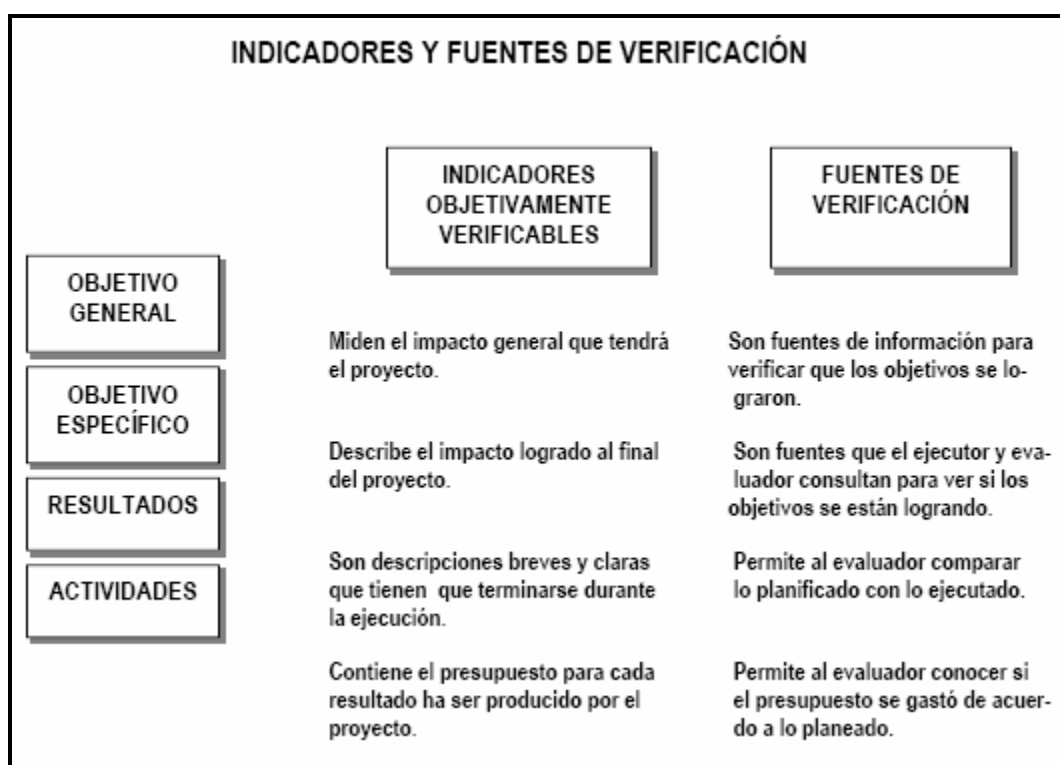 INDICADORES Y FUENTES DE VERIFICACIÓN
INDICADORES
OBJETIVAMENTE
VERIFICABLES
FUENTES DE
VERIFICACIÓN
OBJETIVO
GENERAL
Miden el impacto general que tendrá
el proyecto.
Son fuentes de información para
verificar que los objetivos se lo-
graron.
OBJETIVO
ESPECÍFICO
Describe el impacto logrado al final
del proyecto.
Son fuentes que el ejecutor y eva-
luador consultan para ver si los
objetivos se están logrando.
RESULTADOS
Son descripciones breves y claras
que tienen que terminarse durante
la ejecución.
Permite al evaluador comparar
lo planificado con lo ejecutado.
ACTIVIDADES
Contiene el presupuesto para cada
resultado ha ser producido por el
proyecto.
Permite al evaluador conocer si
el presupuesto se gastó de acuer-
do a lo planeado.